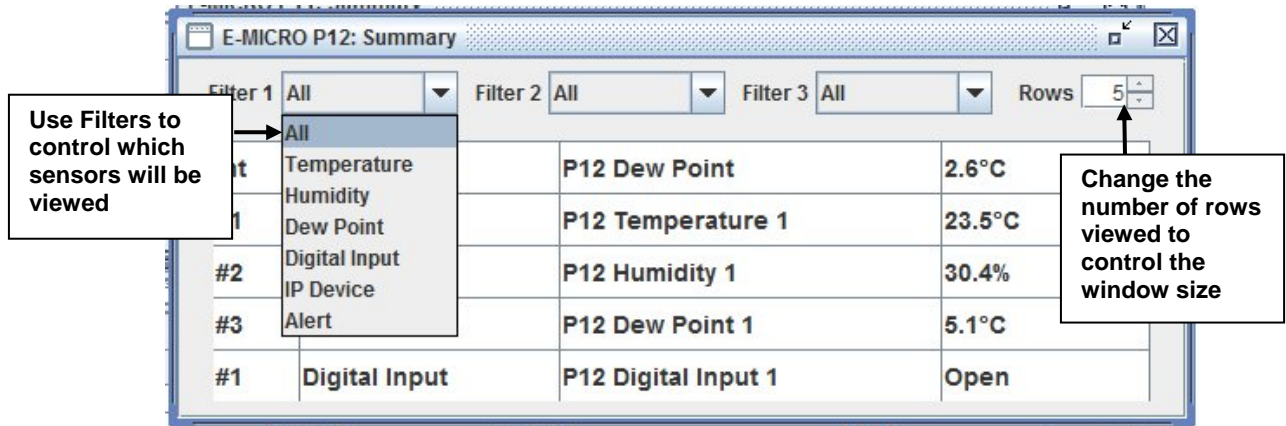 E-MICRO P12: Summary
Filter 1 All Filter 2 All Filter 3 All Rows 5
Use Filters to
control which
sensors will be
viewed
All
Temperature
Humidity
Dew Point
Digital Input
IP Device
Alert
P12 Dew Point 2.6°C
P12 Temperature 1 23.5°C
#2 P12 Humidity 1 30.4%
#3 P12 Dew Point 1 5.1°C
#1 Digital Input P12 Digital Input 1 Open
Change the
number of rows
viewed to
control the
window size